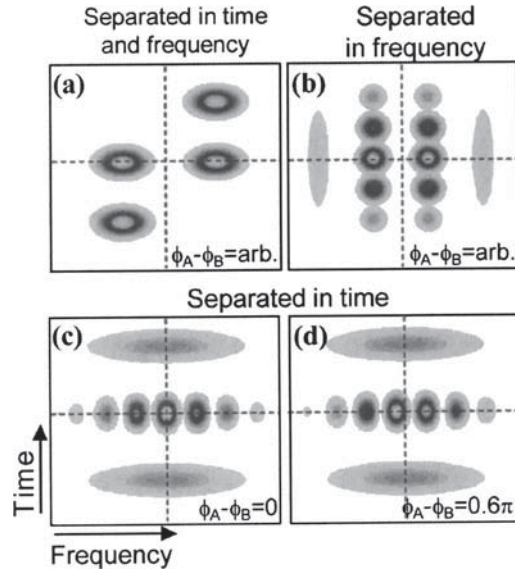 Separated in time
and frequency
Separated
in frequency
(a)
ϕA-ϕB=arb.
(b)
ϕA-ϕB=arb.
Separated in time
(c)
ϕA-ϕB=0
(d)
ϕA-ϕB=0.6π
Time
Frequency